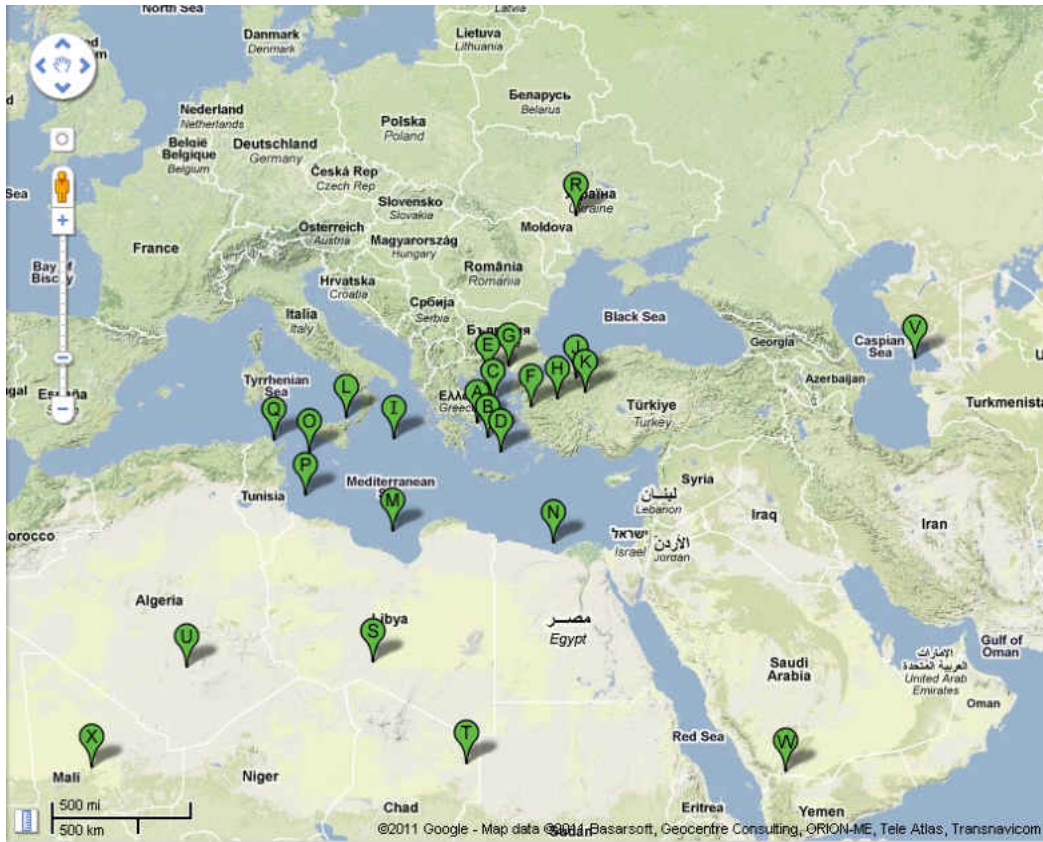 North Sea
Latvia
Danmark
Denmark
Lietuva
Lithuania
Беларусь
Belarus
Nederland
Netherlands
Polska
Poland
België
Belgique
Belgium
Deutschland
Germany
Česká Rep
Czech Rep
R
Україна
Ukraine
Sea
Slovensko
Slovakia
Moldova
Österreich
Austria
Magyarország
Hungary
France
România
Romania
Bay of
Hrvatska
Croatia
Србија
Serbia
Italia
Italy
Black Sea
V
Caspian
Sea
G
E
J
K
Georgia
Azerbaijan
Tyrrhenian
Sea
L
C
F
H
A
B
D
Greece
Türkiye
Turkey
Turkmenista
Q
O
I
P
Mediterranean
M
N
Tunisia
لبنان
Lebanon
Syria
ישראל
Israel
الأردن
Jordan
Iraq
Iran
orocco
Algeria
U
S
Libya
مصر
Egypt
Saudi
Arabia
Gulf of
Oman
الإمارات
العربية المتحدة
United Arab
Emirates
Oman
X
T
W
Red Sea
Mali
Niger
Chad
Sudan
Eritrea
Yemen
500 mi
500 km
©2011 Google - Map data ©2011 Basarsoft, Geocentre Consulting, ORION-ME, Tele Atlas, Transnavicom